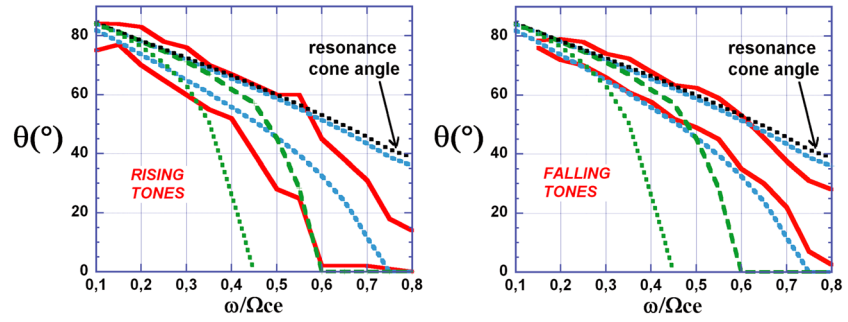 80
60
40
20
0
θ(°)
resonance
cone angle
RISING
TONES
0,1 0,2 0,3 0,4 0,5 0,6 0,7 0,8
ω/Ωce
80
60
40
20
0
θ(°)
resonance
cone angle
FALLING
TONES
0,1 0,2 0,3 0,4 0,5 0,6 0,7 0,8
ω/Ωce